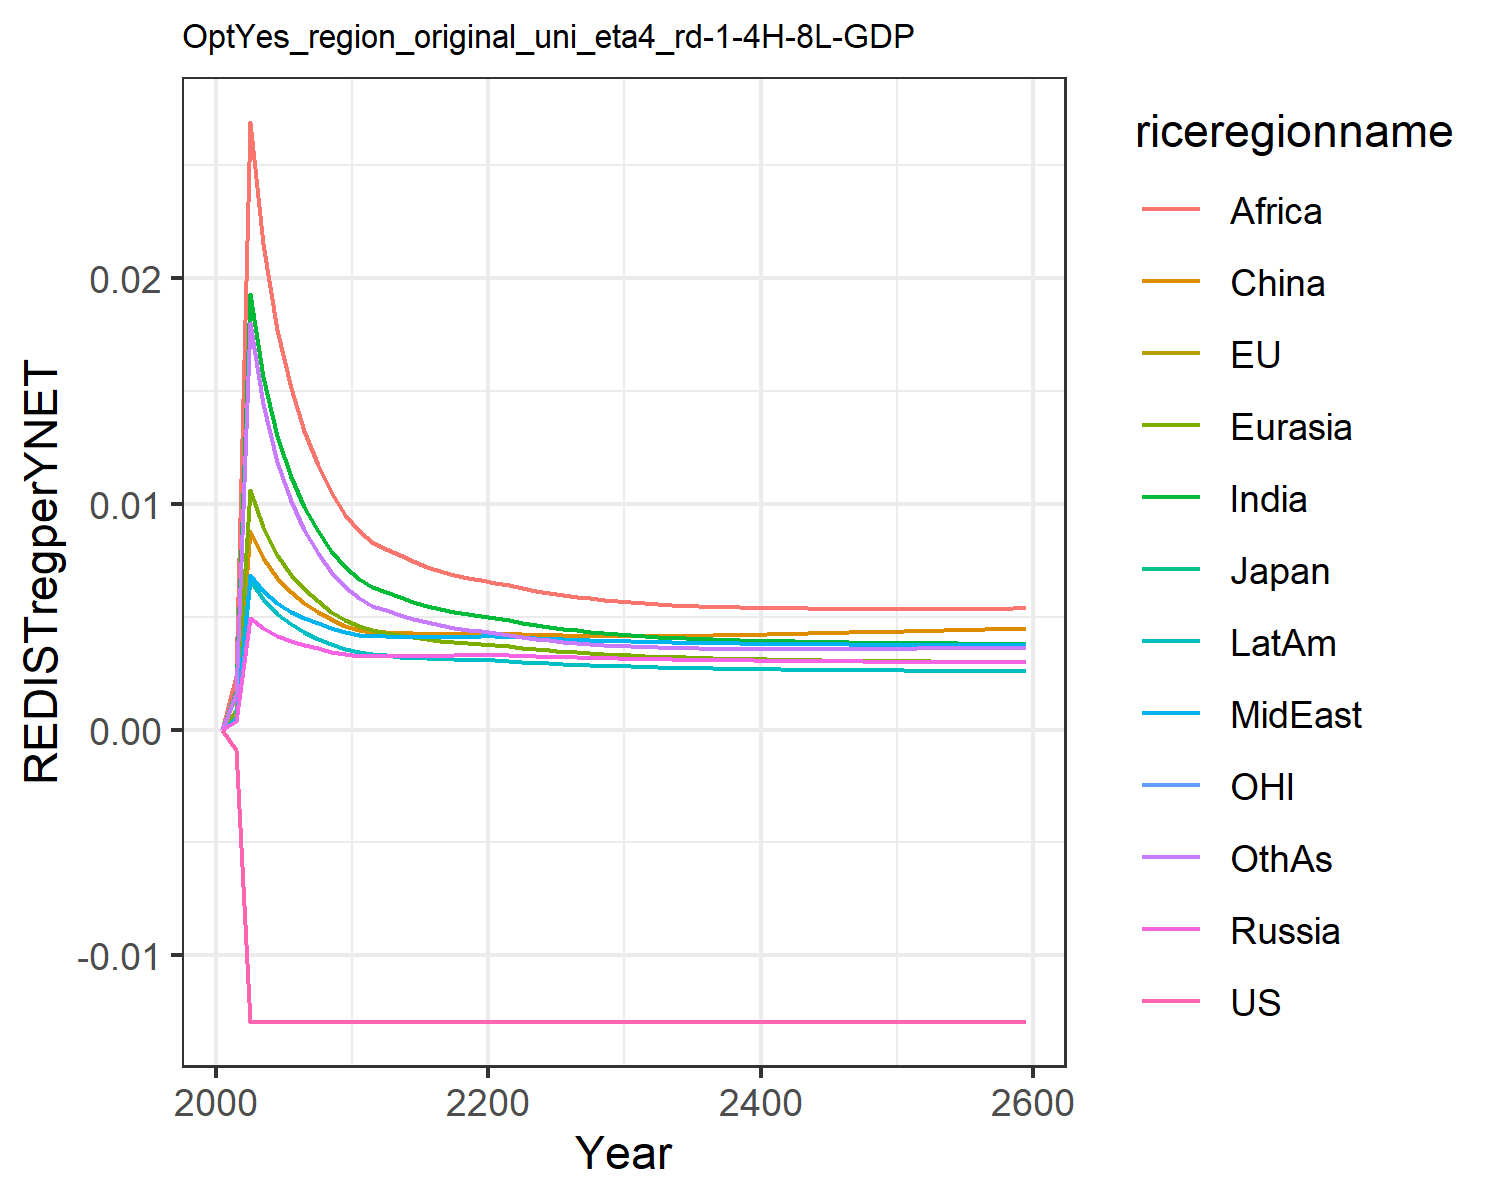 OptYes_region_original_uni_eta4_rd-1-4H-8L-GDP
REDISTregperYNET
0.02
0.01
0.00
-0.01
2000 2200 2400 2600
Year
riceregionname
Africa
China
EU
Eurasia
India
Japan
LatAm
MidEast
OHI
OthAs
Russia
US